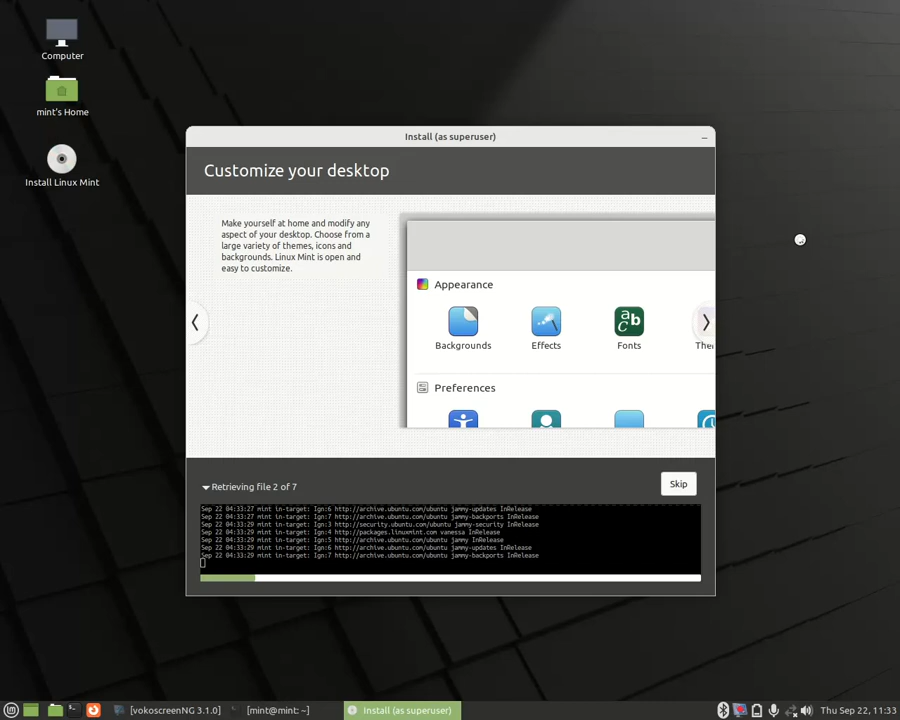 Computer
mint's Home
Install Linux Mint
Install (as superuser)
Customize your desktop
Make yourself at home and modify any
aspect of your desktop. Choose from a
large variety of themes, icons and
backgrounds. Linux Mint is open and
easy to customize.
Appearance
Backgrounds
Effects
Fonts
Preferences
Retrieving file 2 of 7
Skip
Sep 22 04:33:27 mint in-target: Ign:6 http://archive.ubuntu.com/ubuntu jammy-updates InRelease
Sep 22 04:33:27 mint in-target: Ign:7 http://archive.ubuntu.com/ubuntu jammy-backports InRelease
Sep 22 04:33:29 mint in-target: Ign:3 http://security.ubuntu.com/ubuntu jammy-security InRelease
Sep 22 04:33:29 mint in-target: Ign:4 http://packages.linuxmint.com vanessa InRelease
Sep 22 04:33:29 mint in-target: Ign:5 http://archive.ubuntu.com/ubuntu jammy InRelease
Sep 22 04:33:29 mint in-target: Ign:6 http://archive.ubuntu.com/ubuntu jammy-updates InRelease
Sep 22 04:33:29 mint in-target: Ign:7 http://archive.ubuntu.com/ubuntu jammy-backports InRelease
[vokoscreenNG 3.1.0]
[mint@mint: ~]
Install (as superuser)
Thu Sep 22, 11:33